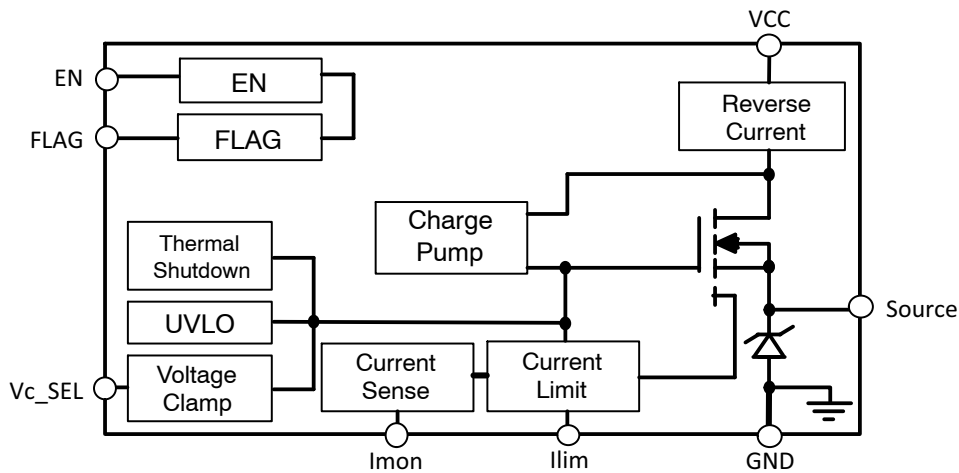 VCC
EN
EN
Reverse
Current
FLAG
FLAG
Charge
Pump
Thermal
Shutdown
UVLO
Source
Vc_SEL
Voltage
Clamp
Current
Sense
Current
Limit
Imon
Ilim
GND